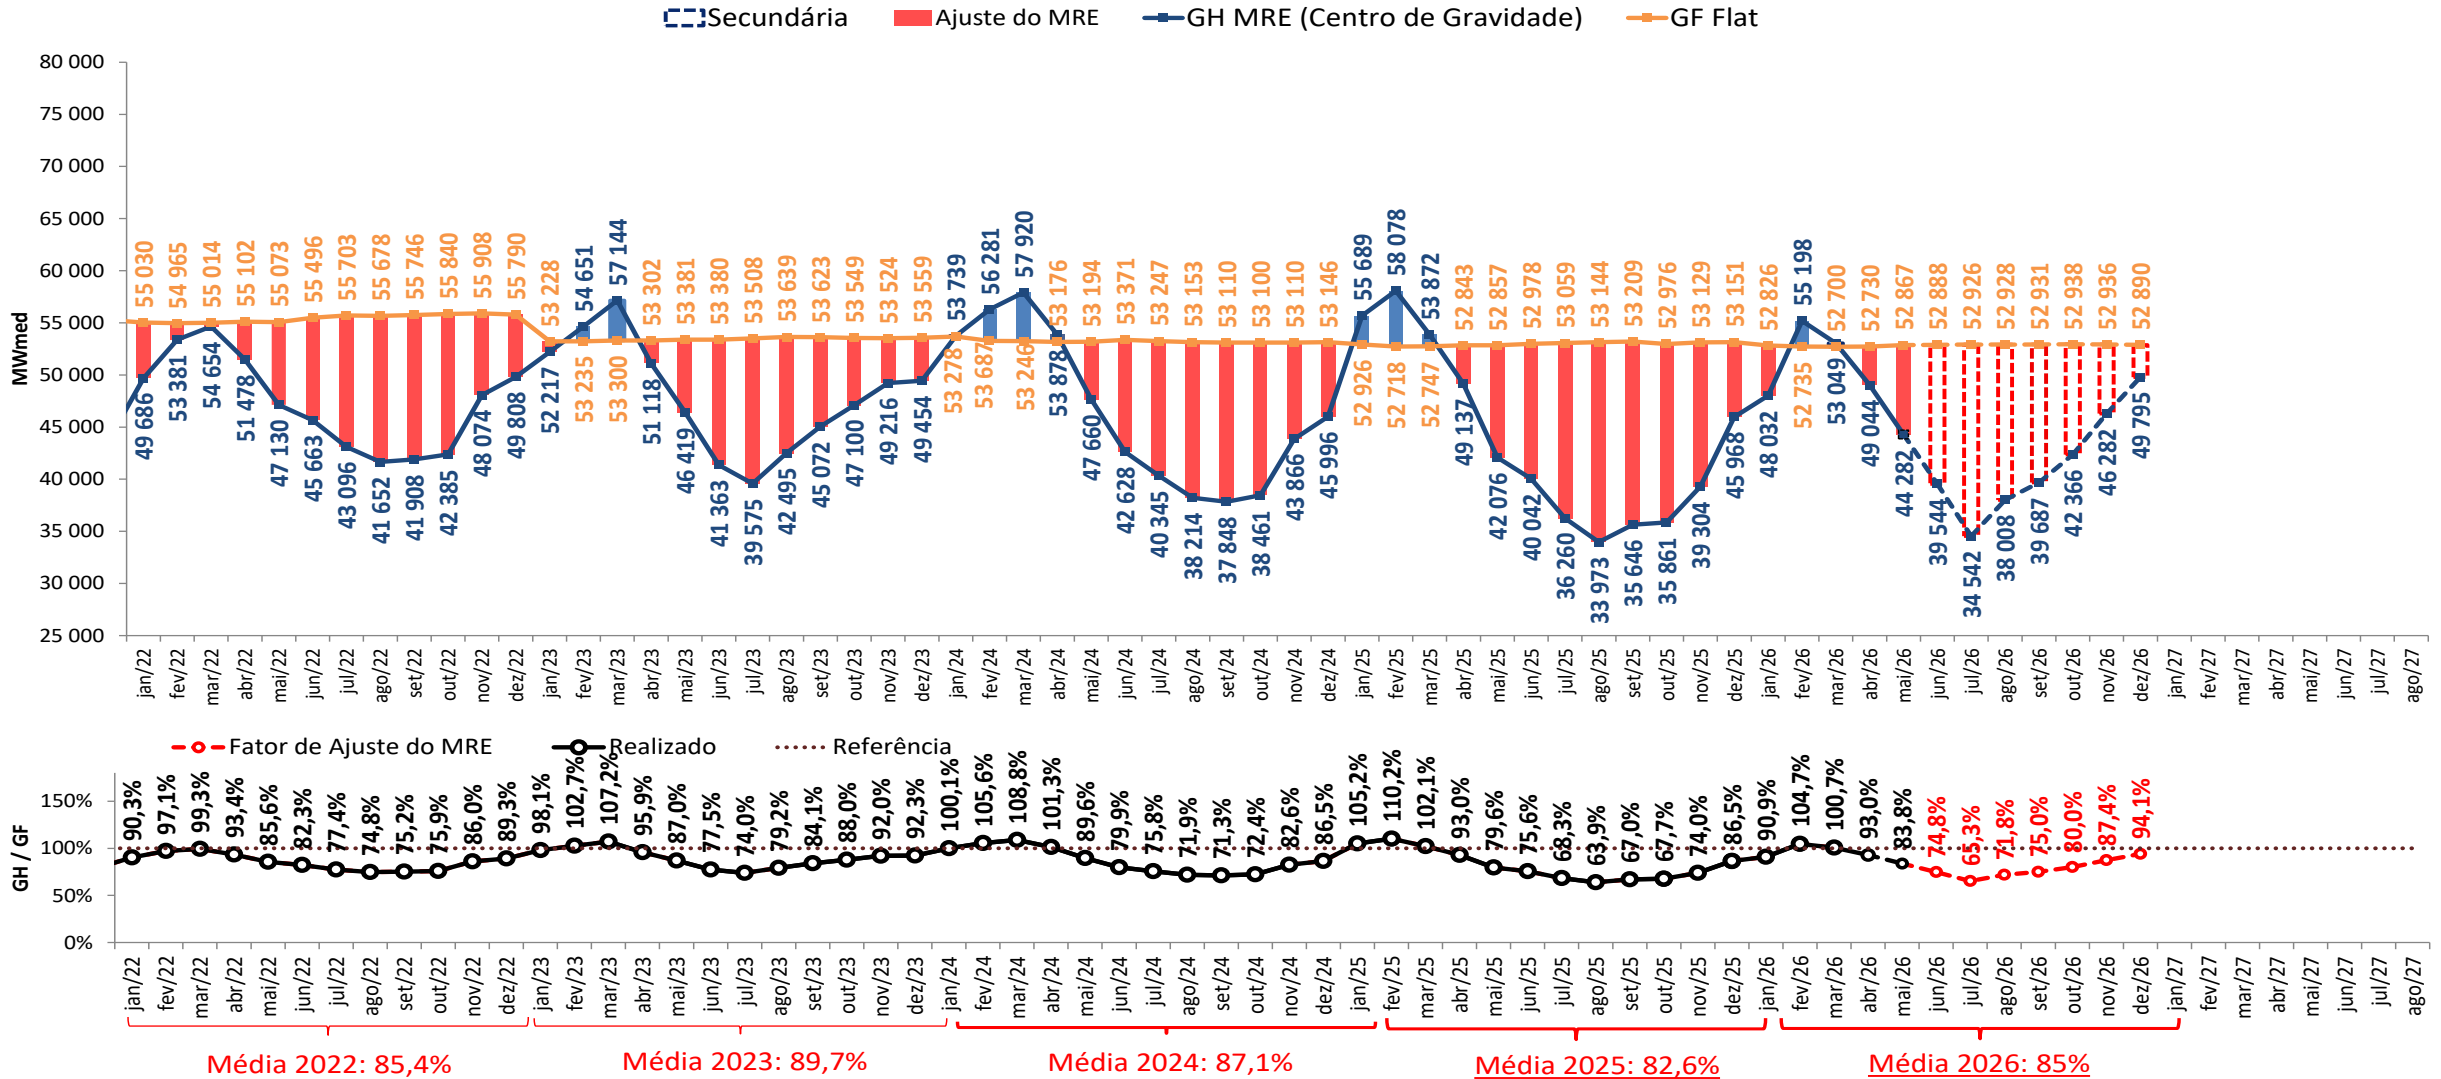 Secundária Ajuste do MRE GH MRE (Centro de Gravidade) GF Flat
MWmed
80 000
75 000
70 000
65 000
60 000
55 000
50 000
45 000
40 000
35 000
30 000
25 000
55 030 54 965 55 014 55 102 55 073 55 496 55 703 55 678 55 746 55 840 55 908 55 790 53 228 54 651 57 144 53 302 53 381 53 380 53 508 53 639 53 623 53 549 53 524 53 559 53 739 56 281 57 920 53 176 53 194 53 371 53 247 53 153 53 110 53 100 53 110 53 146 55 689 58 078 53 872 52 843 52 857 52 978 53 059 53 144 53 209 52 976 53 129 53 151 52 826 55 198 52 700 52 730 52 867 52 888 52 926 52 928 52 931 52 938 52 936 52 890
49 686 53 381 54 654 51 478 47 130 45 663 43 096 41 652 41 908 42 385 48 074 49 808 52 217 53 235 53 300 51 118 46 419 41 363 39 575 42 495 45 072 47 100 49 216 49 454 53 278 53 687 53 246 53 878 47 660 42 628 40 345 38 214 37 848 38 461 43 866 45 996 52 926 52 718 52 747 49 137 42 076 40 042 36 260 33 973 35 646 35 861 39 304 45 968 48 032 52 735 53 049 49 044 44 282 39 544 34 542 38 008 39 687 42 366 46 282 49 795
jan/22 fev/22 mar/22 abr/22 mai/22 jun/22 jul/22 ago/22 set/22 out/22 nov/22 dez/22 jan/23 fev/23 mar/23 abr/23 mai/23 jun/23 jul/23 ago/23 set/23 out/23 nov/23 dez/23 jan/24 fev/24 mar/24 abr/24 mai/24 jun/24 jul/24 ago/24 set/24 out/24 nov/24 dez/24 jan/25 fev/25 mar/25 abr/25 mai/25 jun/25 jul/25 ago/25 set/25 out/25 nov/25 dez/25 jan/26 fev/26 mar/26 abr/26 mai/26 jun/26 jul/26 ago/26 set/26 out/26 nov/26 dez/26 jan/27 fev/27 mar/27 abr/27 mai/27 jun/27 jul/27 ago/27
Fator de Ajuste do MRE Realizado Referência
GH / GF
150%
100%
50%
0%
90,3% 97,1% 99,3% 93,4% 85,6% 82,3% 77,4% 74,8% 75,2% 75,9% 86,0% 89,3% 98,1% 102,7% 107,2% 95,9% 87,0% 77,5% 74,0% 79,2% 84,1% 88,0% 92,0% 92,3% 100,1% 105,6% 108,8% 101,3% 89,6% 79,9% 75,8% 71,9% 71,3% 72,4% 82,6% 86,5% 105,2% 110,2% 102,1% 93,0% 79,6% 75,6% 68,3% 63,9% 67,0% 67,7% 74,0% 86,5% 90,9% 104,7% 100,7% 93,0% 83,8% 74,8% 65,3% 71,8% 75,0% 80,0% 87,4% 94,1%
jan/22 fev/22 mar/22 abr/22 mai/22 jun/22 jul/22 ago/22 set/22 out/22 nov/22 dez/22 jan/23 fev/23 mar/23 abr/23 mai/23 jun/23 jul/23 ago/23 set/23 out/23 nov/23 dez/23 jan/24 fev/24 mar/24 abr/24 mai/24 jun/24 jul/24 ago/24 set/24 out/24 nov/24 dez/24 jan/25 fev/25 mar/25 abr/25 mai/25 jun/25 jul/25 ago/25 set/25 out/25 nov/25 dez/25 jan/26 fev/26 mar/26 abr/26 mai/26 jun/26 jul/26 ago/26 set/26 out/26 nov/26 dez/26 jan/27 fev/27 mar/27 abr/27 mai/27 jun/27 jul/27 ago/27
Média 2022: 85,4% Média 2023: 89,7% Média 2024: 87,1% Média 2025: 82,6% Média 2026: 85%